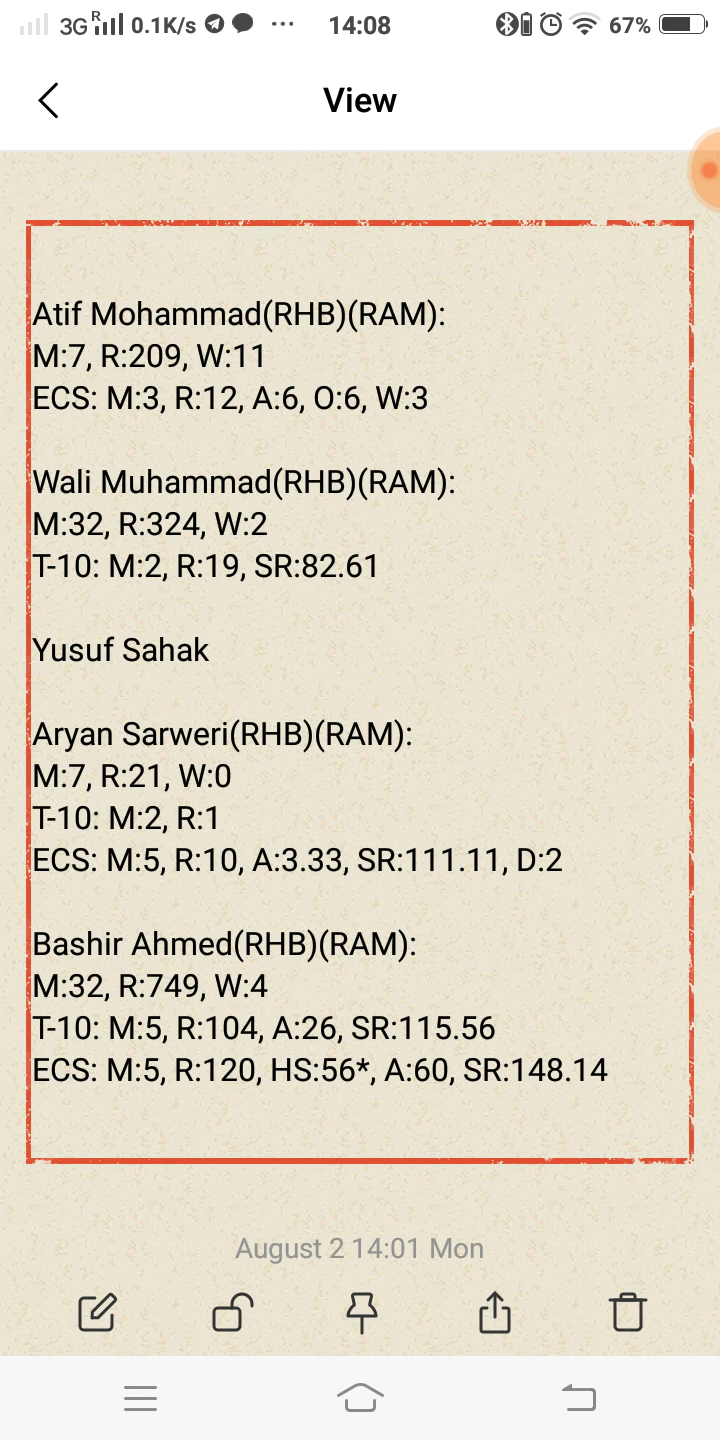 3G R 0.1K/s ... 14:08 67%
View
Atif Mohammad(RHB)(RAM):
M:7, R:209, W:11
ECS: M:3, R:12, A:6, O:6, W:3
Wali Muhammad(RHB)(RAM):
M:32, R:324, W:2
T-10: M:2, R:19, SR:82.61
Yusuf Sahak
Aryan Sarweri(RHB)(RAM):
M:7, R:21, W:0
T-10: M:2, R:1
ECS: M:5, R:10, A:3.33, SR:111.11, D:2
Bashir Ahmed(RHB)(RAM):
M:32, R:749, W:4
T-10: M:5, R:104, A:26, SR:115.56
ECS: M:5, R:120, HS:56*, A:60, SR:148.14
August 2 14:01 Mon